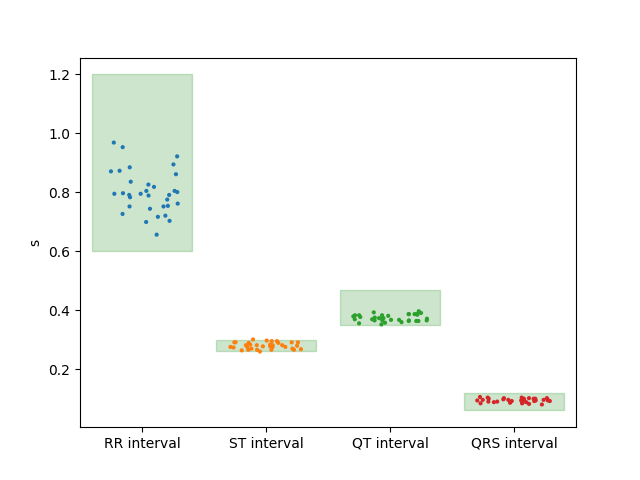 1.2
1.0
0.8
0.6
0.4
0.2
s
RR interval
ST interval
QT interval
QRS interval